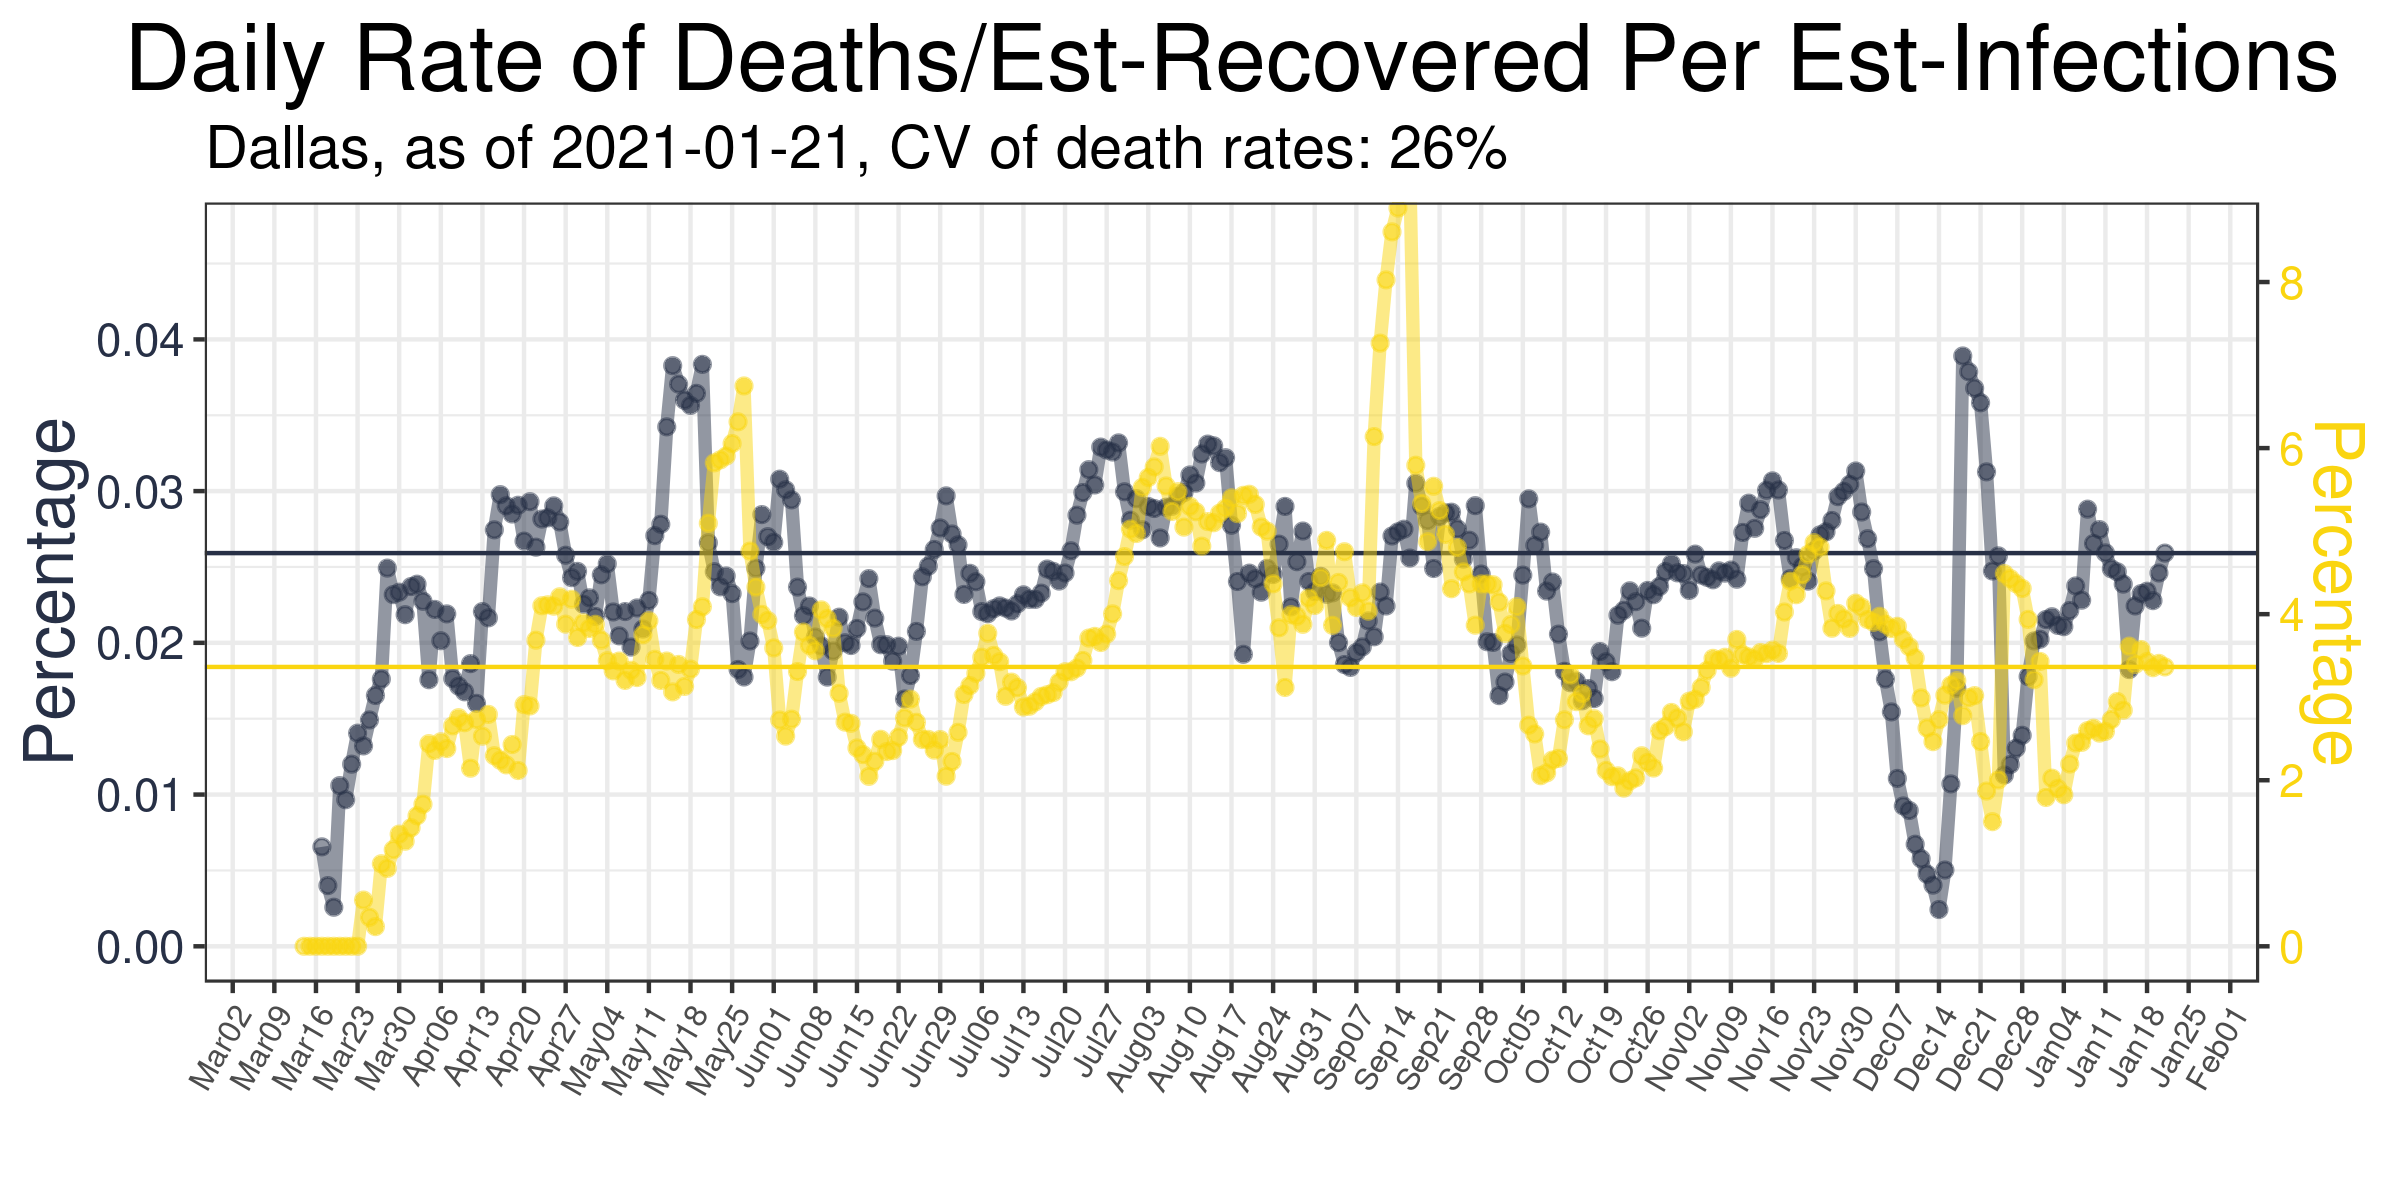 Daily Rate of Deaths/Est-Recovered Per Est-Infections
Dallas, as of 2021-01-21, CV of death rates: 26%
Percentage
0.04
0.03
0.02
0.01
0.00
8
6
4
2
0
Percentage
Mar02
Mar09
Mar16
Mar23
Mar30
Apr06
Apr13
Apr20
Apr27
May04
May11
May18
May25
Jun01
Jun08
Jun15
Jun22
Jun29
Jul06
Jul13
Jul20
Jul27
Aug03
Aug10
Aug17
Aug24
Aug31
Sep07
Sep14
Sep21
Sep28
Oct05
Oct12
Oct19
Oct26
Nov02
Nov09
Nov16
Nov23
Nov30
Dec07
Dec14
Dec21
Dec28
Jan04
Jan11
Jan18
Jan25
Feb01